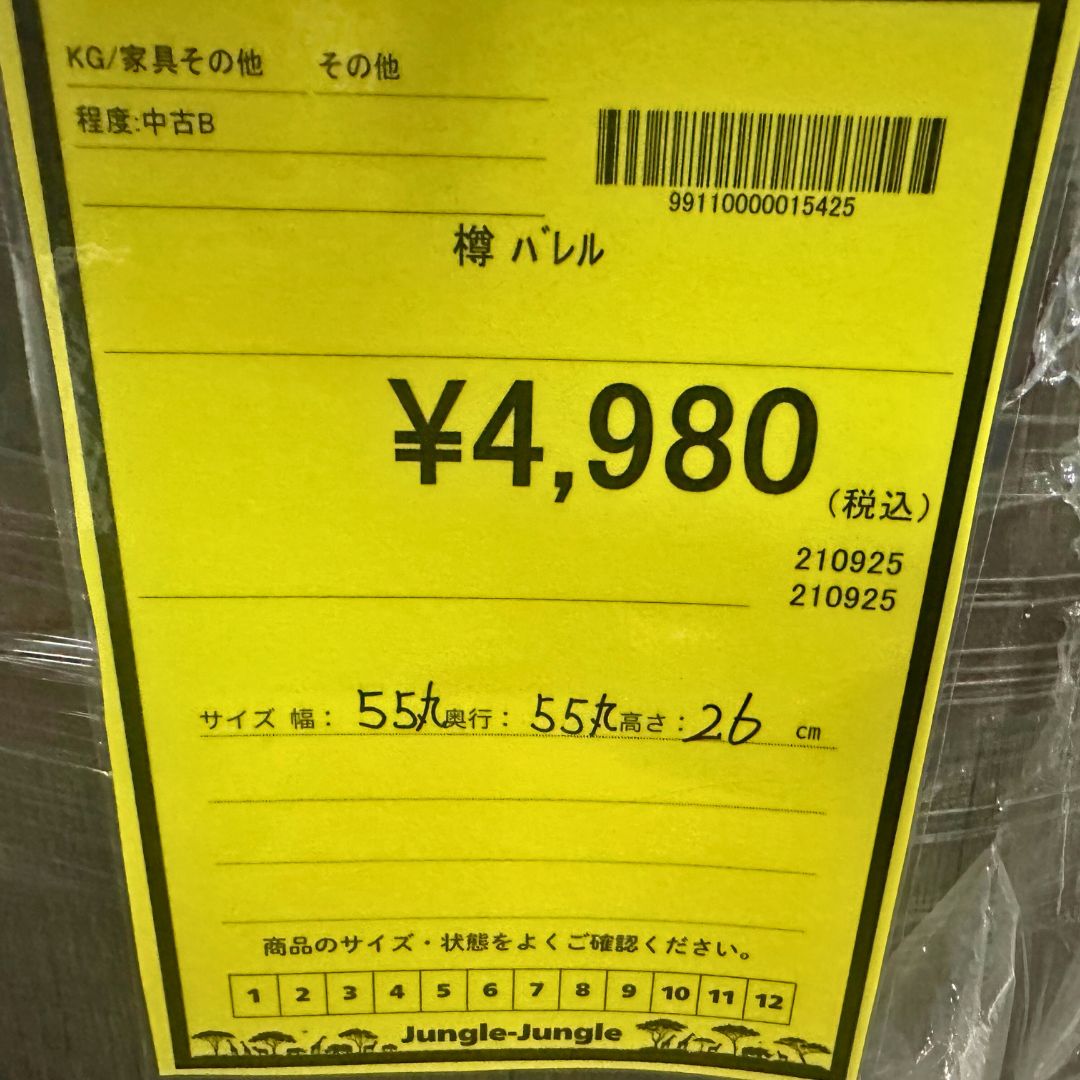 KG/家具その他 その他
程度:中古B
99110000015425
樽 バレル
¥4,980
(税込)
210925
210925
サイズ 幅: 55丸 奥行: 55丸 高さ: 26 cm
商品のサイズ・状態をよくご確認ください。
1 2 3 4 5 6 7 8 9 10 11 12
Jungle-Jungle